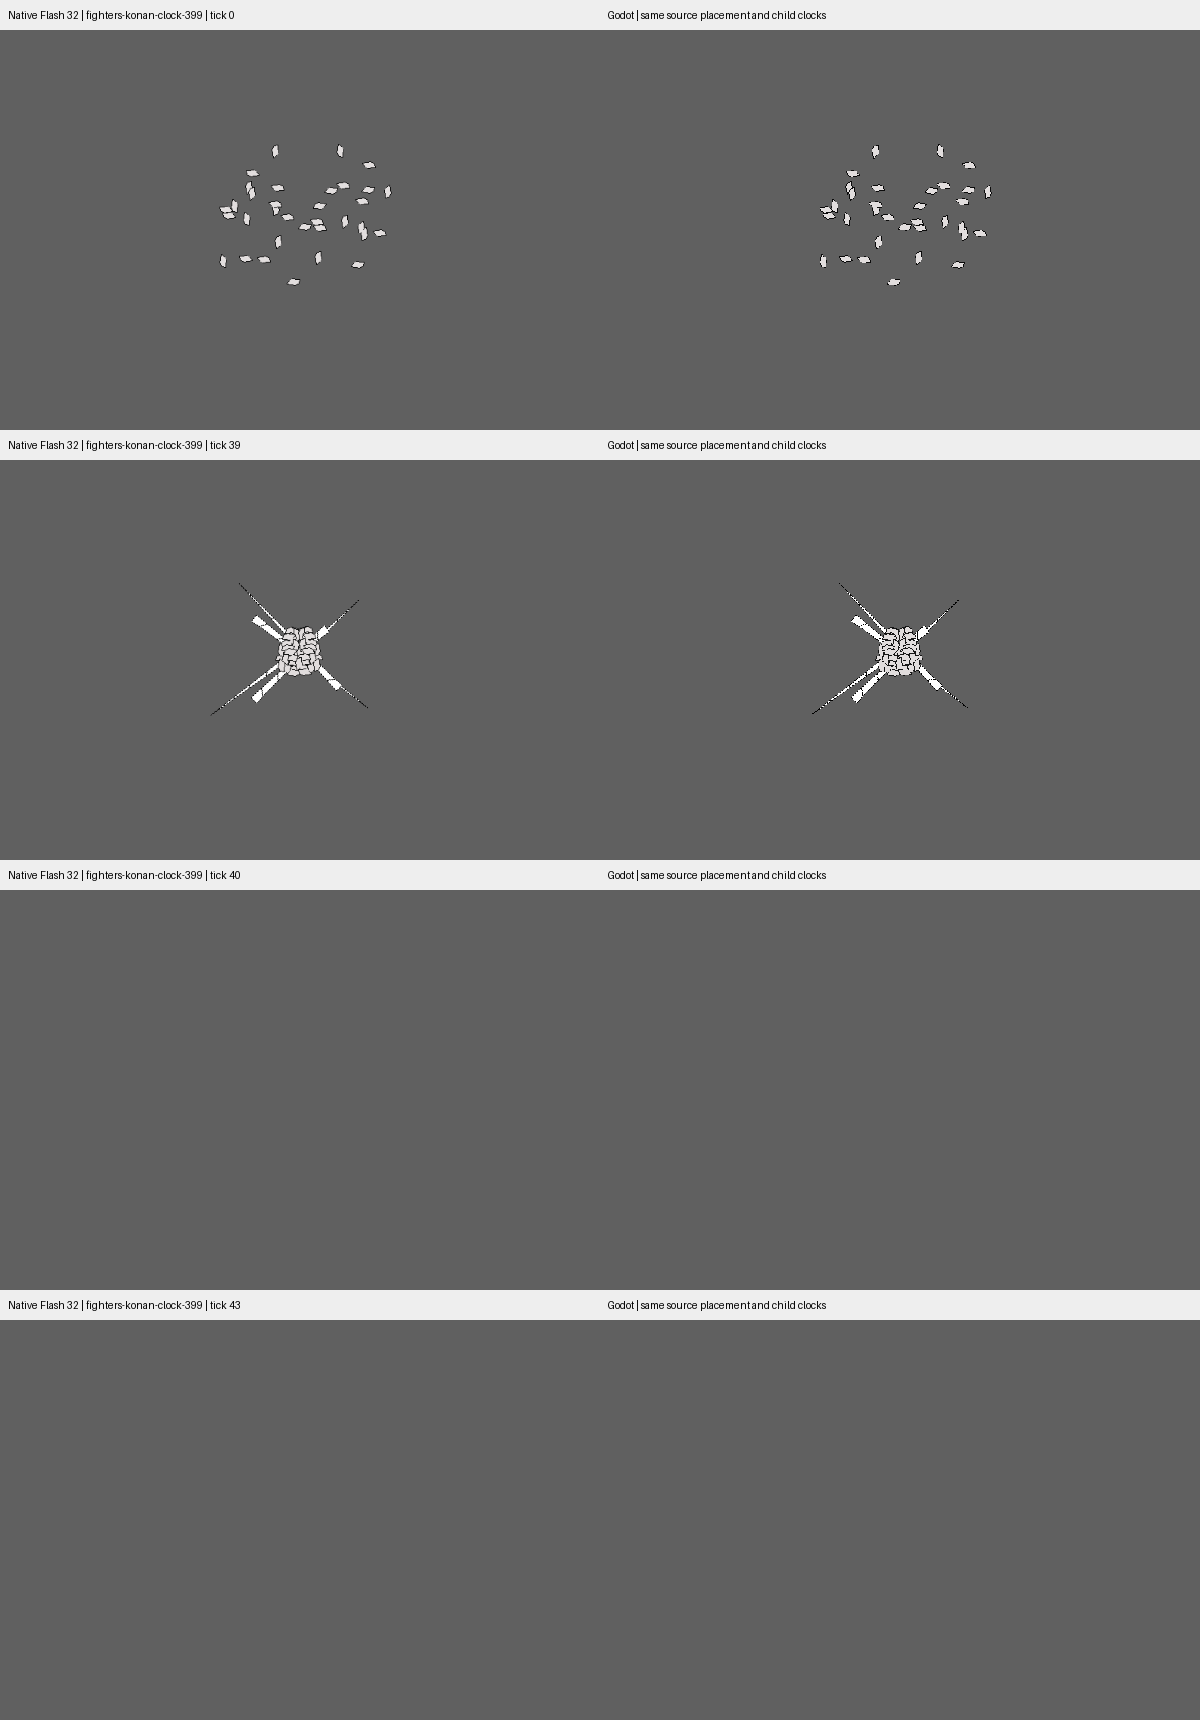 Native Flash 32 | fighters-konan-clock-399 | tick 0
Godot | same source placement and child clocks
Native Flash 32 | fighters-konan-clock-399 | tick 39
Godot | same source placement and child clocks
Native Flash 32 | fighters-konan-clock-399 | tick 40
Godot | same source placement and child clocks
Native Flash 32 | fighters-konan-clock-399 | tick 43
Godot | same source placement and child clocks